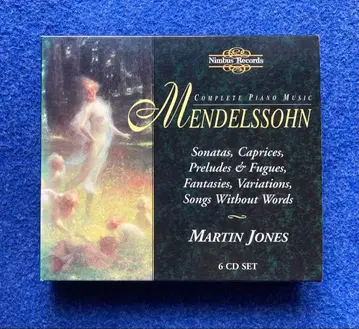 Nimbus Records
COMPLETE PIANO MUSIC
MENDELSSOHN
Sonatas, Caprices,
Preludes & Fugues,
Fantasies, Variations,
Songs Without Words
MARTIN JONES
6 CD SET